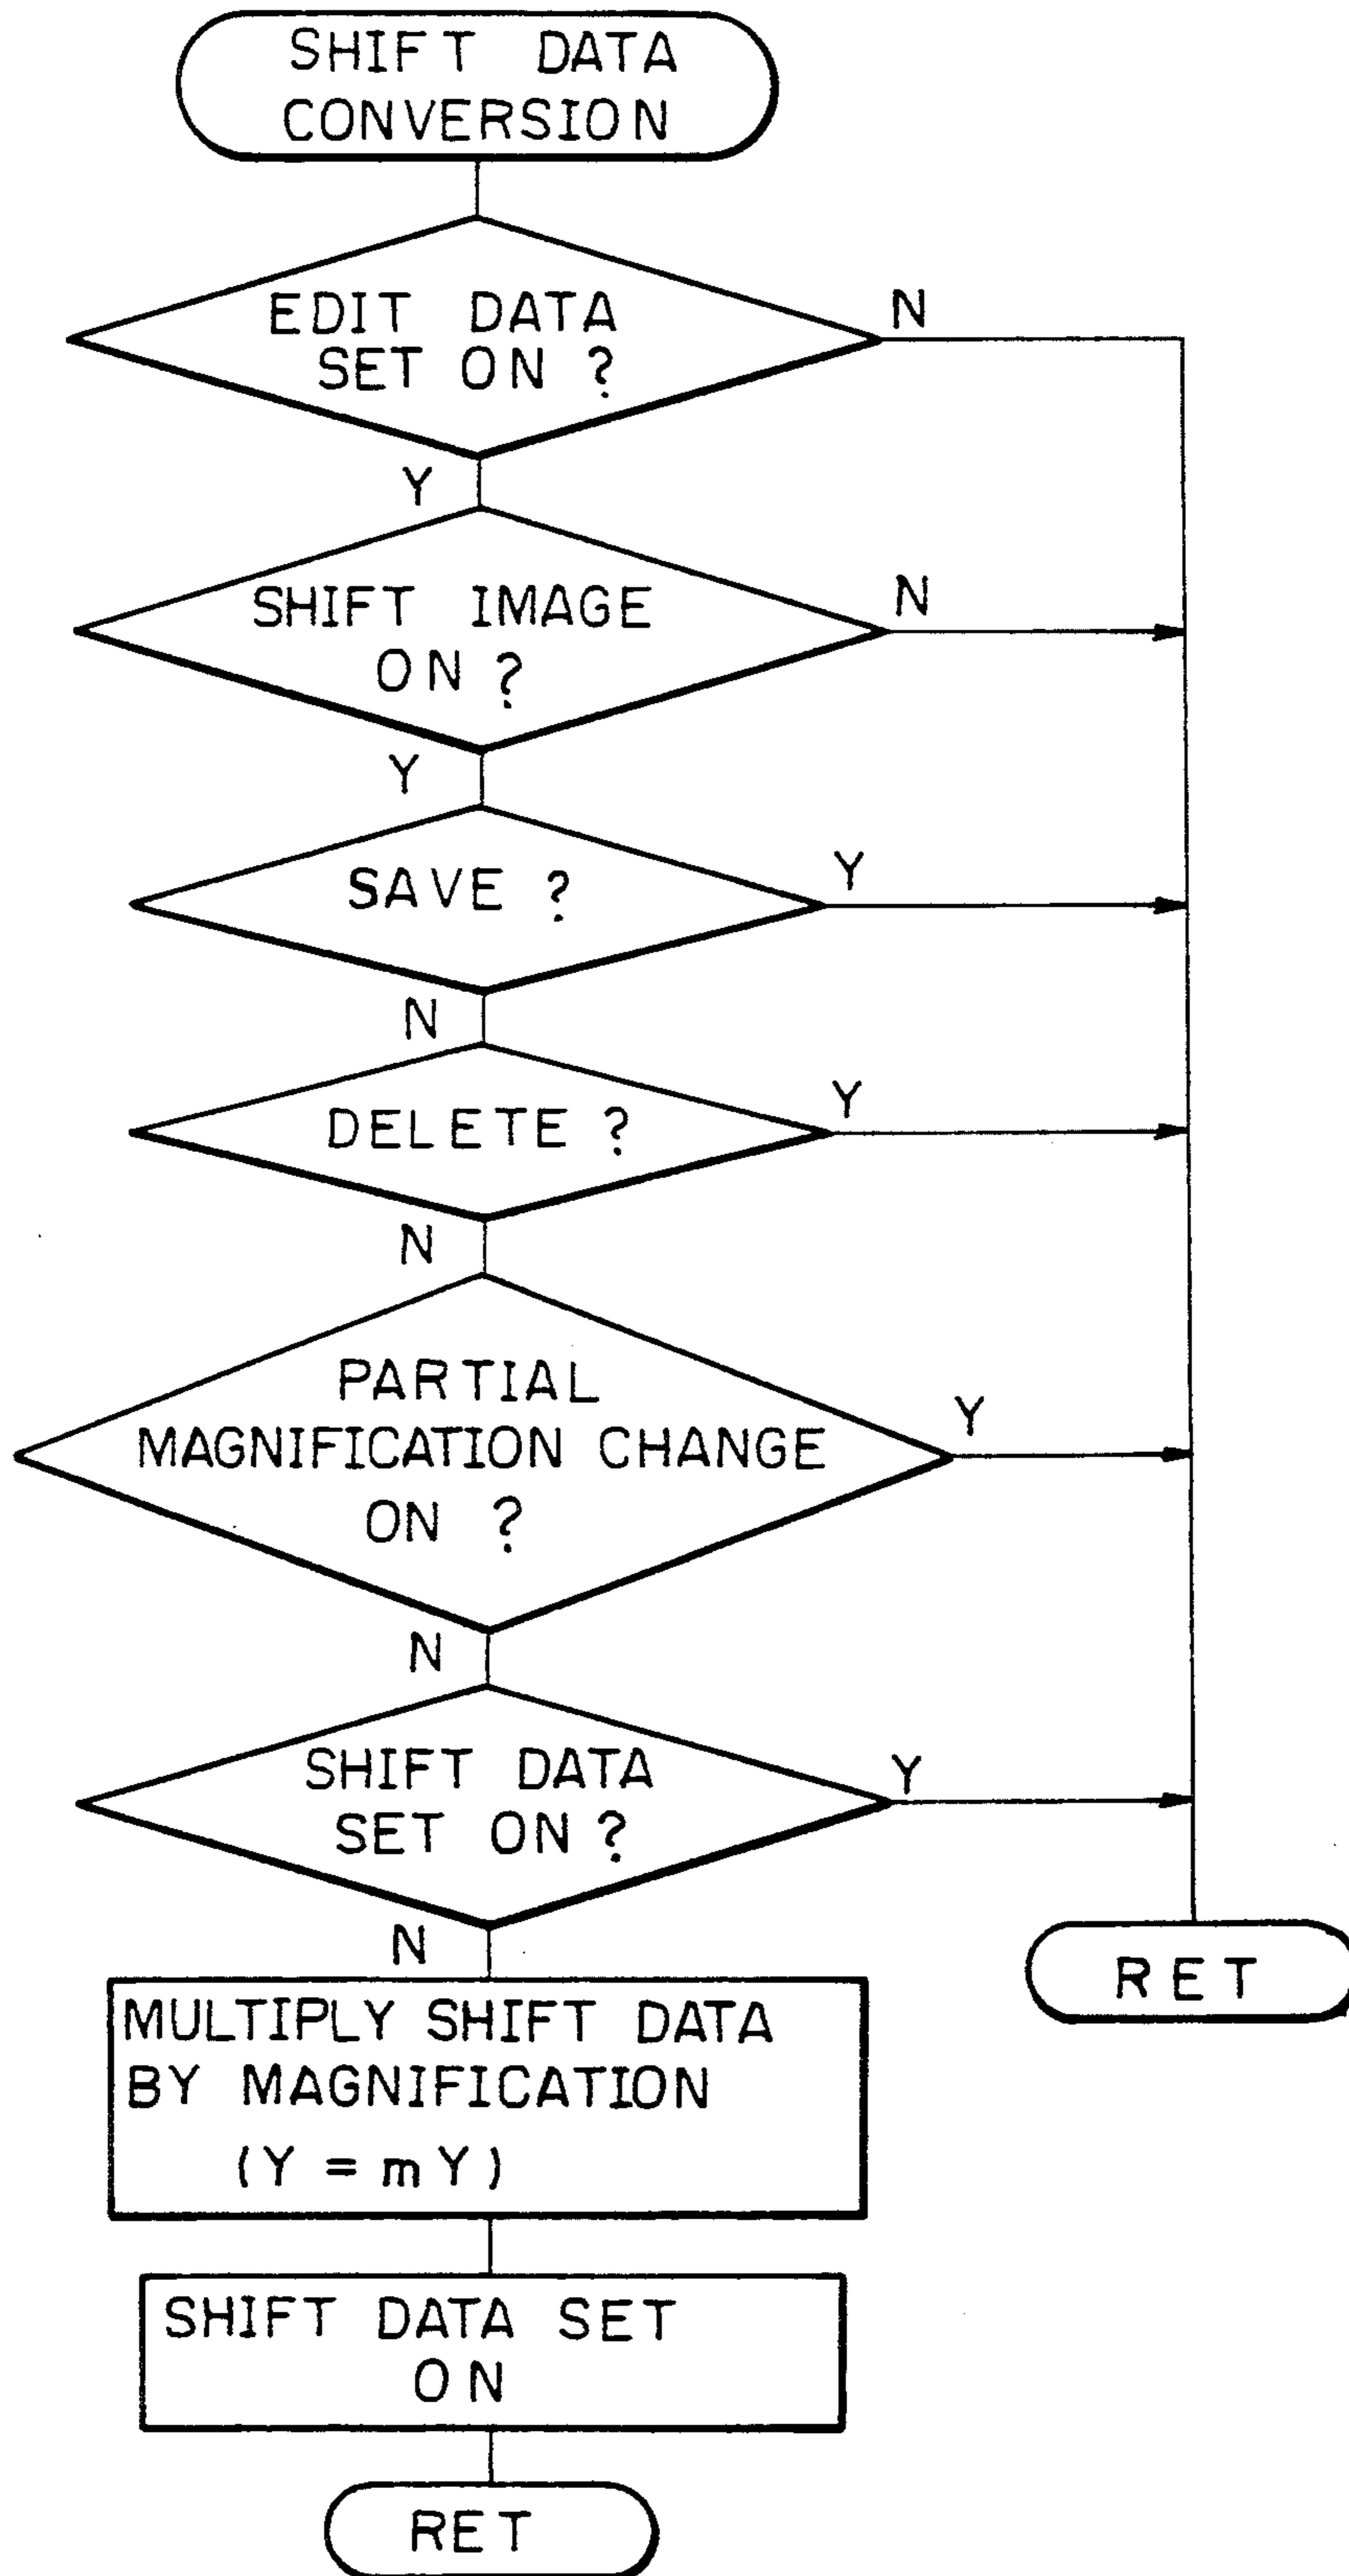 SHIFT DATA
CONVERSION
EDIT DATA
SET ON ?
N
Y
SHIFT IMAGE
ON ?
N
Y
SAVE ?
Y
N
DELETE ?
Y
N
PARTIAL
MAGNIFICATION CHANGE
ON ?
Y
N
SHIFT DATA
SET ON ?
Y
N
RET
MULTIPLY SHIFT DATA
BY MAGNIFICATION
(Y = mY)
SHIFT DATA SET
ON
RET